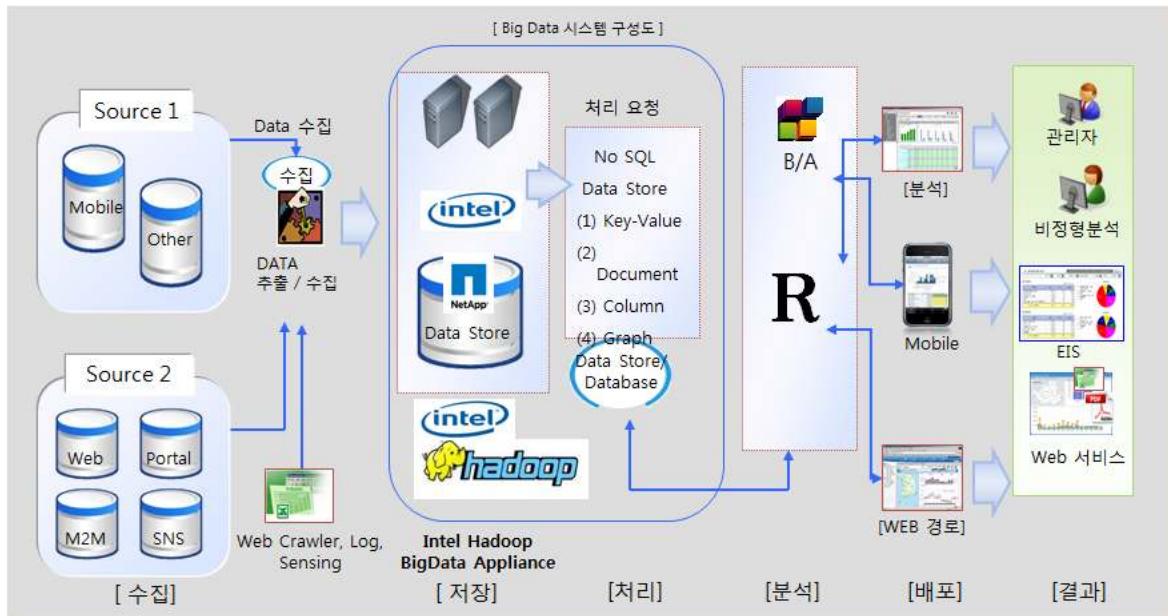 [ Big Data 시스템 구성도 ]
Source 1
Mobile
Other
Data 수집
수집
DATA
추출 / 수집
Source 2
Web
Portal
M2M
SNS
Web Crawler, Log,
Sensing
[ 수집]
intel
NetApp
Data Store
intel
hadoop
Intel Hadoop
BigData Appliance
[ 저장]
처리 요청
No SQL
Data Store
(1) Key-Value
(2)
Document
(3) Column
(4) Graph
Data Store/
Database
[처리]
B/A
R
[분석]
[분석]
Mobile
[WEB 경로]
[배포]
관리자
비정형분석
EIS
PDF
Web 서비스
[결과]